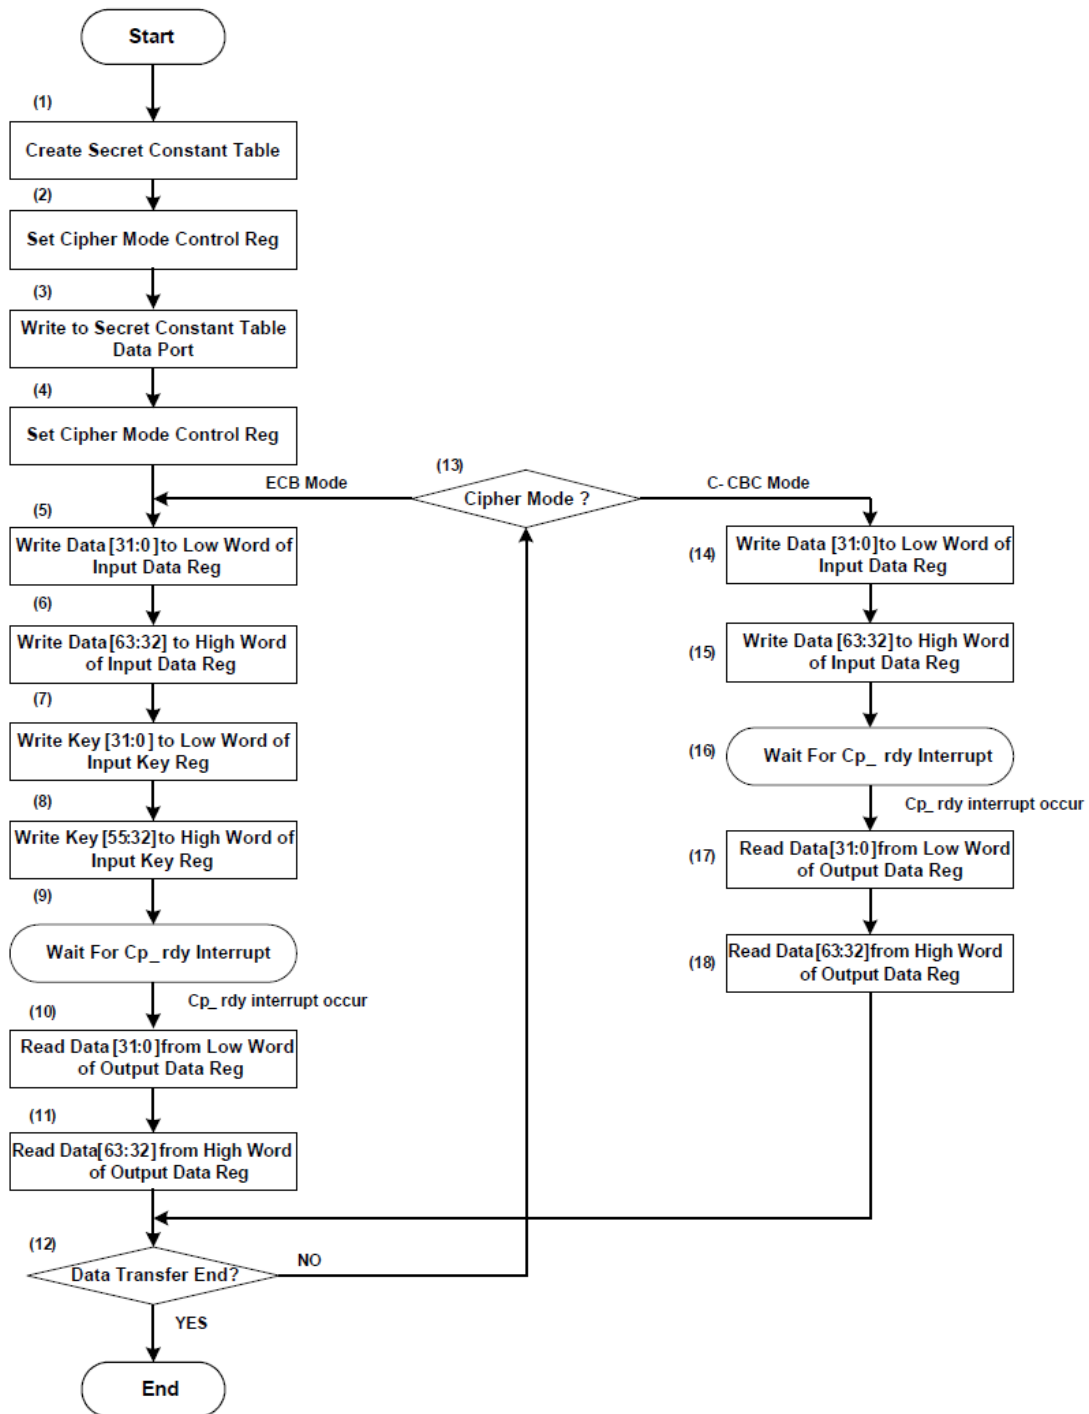 Start
(1)
Create Secret Constant Table
(2)
Set Cipher Mode Control Reg
(3)
Write to Secret Constant Table
Data Port
(4)
Set Cipher Mode Control Reg
(13)
ECB Mode
Cipher Mode ?
C- CBC Mode
(5)
Write Data [31:0] to Low Word of
Input Data Reg
(6)
Write Data [63:32] to High Word
of Input Data Reg
(7)
Write Key [31:0] to Low Word of
Input Key Reg
(8)
Write Key [55:32] to High Word of
Input Key Reg
(9)
Wait For Cp_ rdy Interrupt
Cp_ rdy interrupt occur
(10)
Read Data [31:0] from Low Word
of Output Data Reg
(11)
Read Data[63:32] from High Word
of Output Data Reg
(12)
Data Transfer End?
NO
YES
End
(14)
Write Data [31:0] to Low Word of
Input Data Reg
(15)
Write Data [63:32] to High Word
of Input Data Reg
(16)
Wait For Cp_ rdy Interrupt
Cp_ rdy interrupt occur
(17)
Read Data[31:0] from Low Word
of Output Data Reg
(18)
Read Data[63:32] from High Word
of Output Data Reg